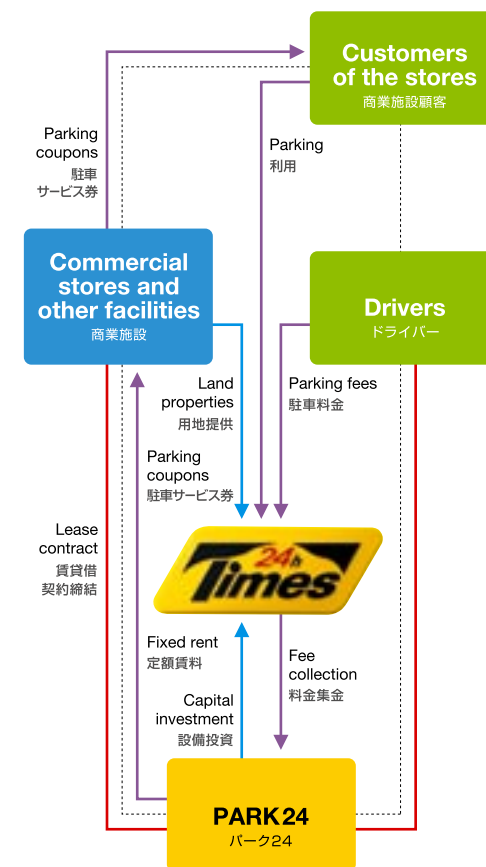 Customers
of the stores
商業施設顧客
Parking
coupons
駐車
サービス券
Parking
利用
Commercial
stores and
other facilities
商業施設
Drivers
ドライバー
Land
properties
用地提供
Parking fees
駐車料金
Parking
coupons
駐車サービス券
Lease
contract
賃貸借
契約締結
24h
Times
Fixed rent
定額賃料
Fee
collection
料金集金
Capital
investment
設備投資
PARK24
パーク24